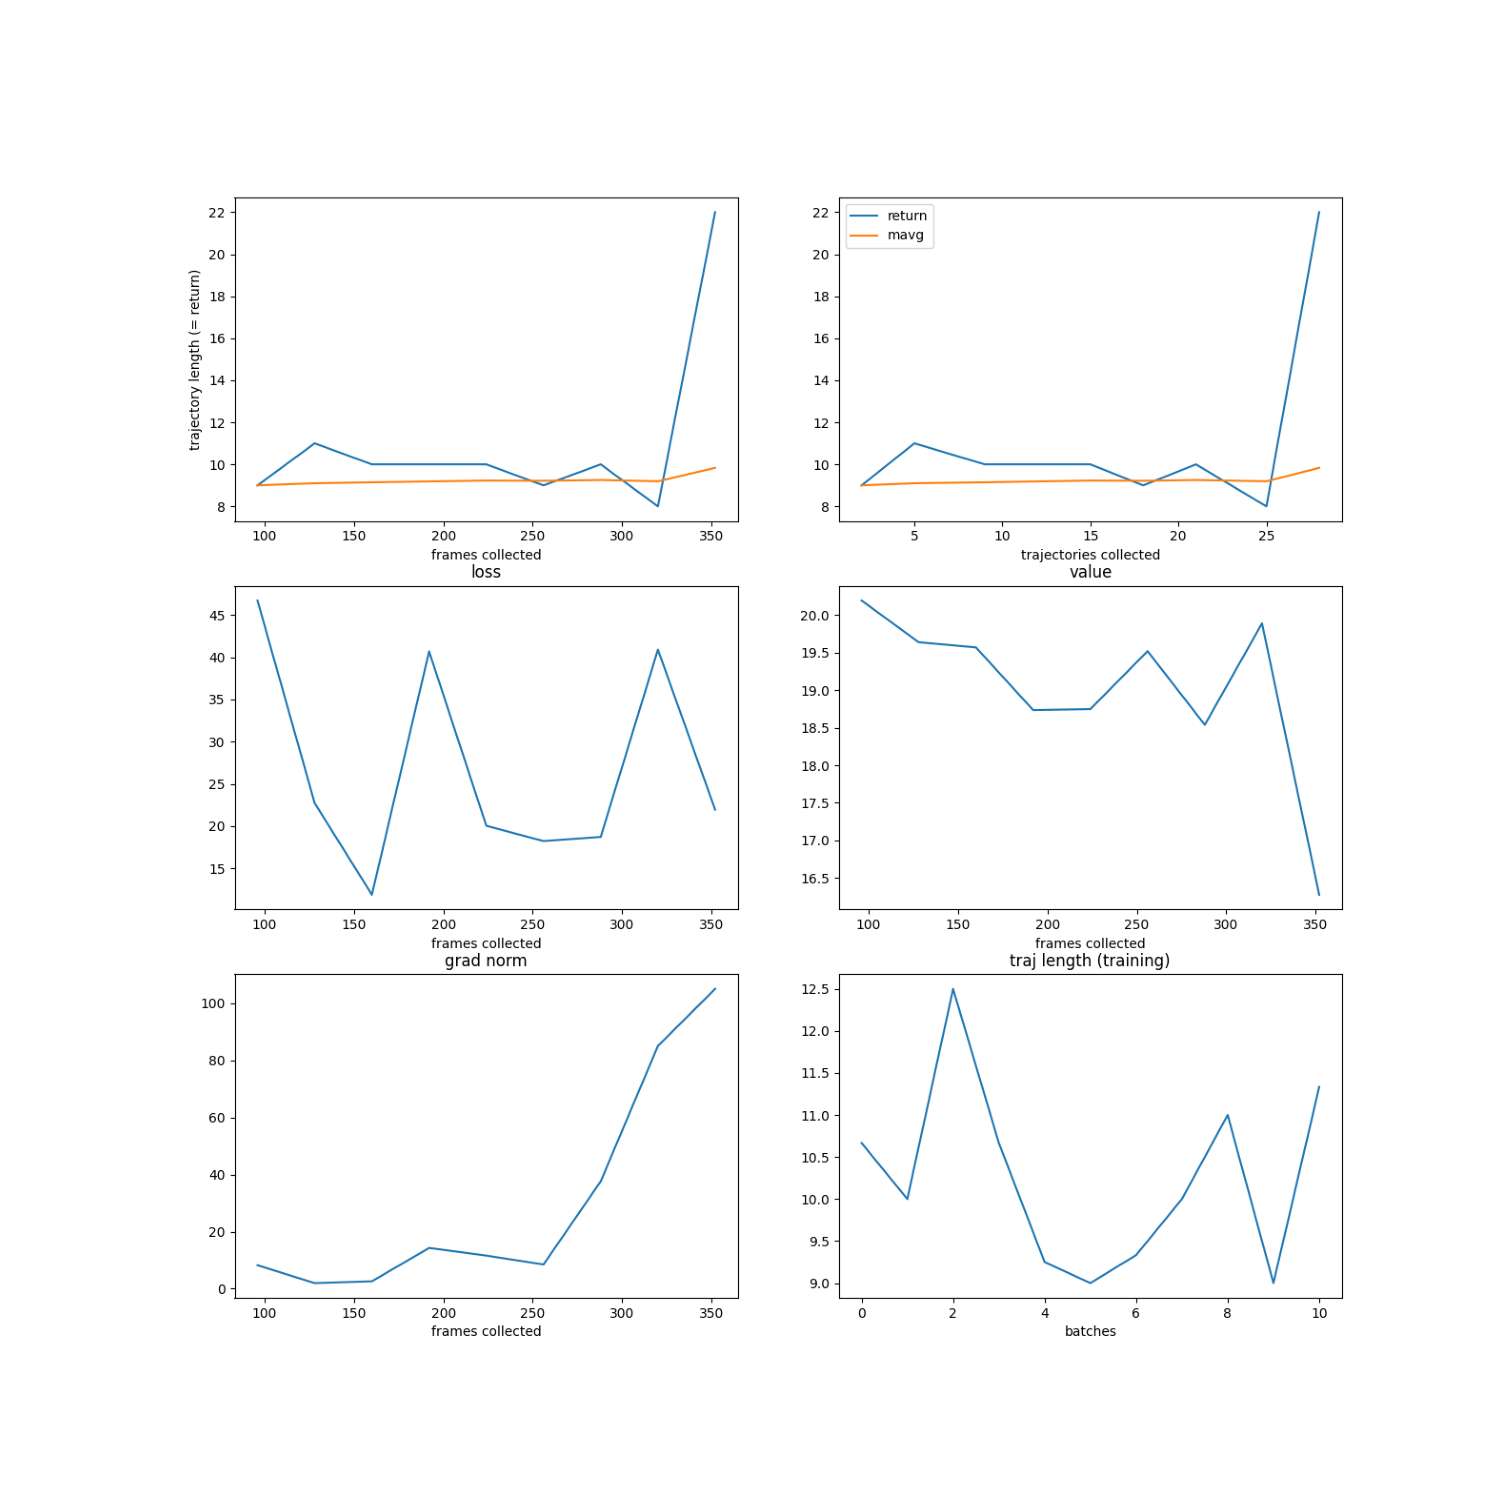 22
20
18
16
14
12
10
8
trajectory length (= return)
100 150 200 250 300 350
frames collected
return
mavg
22
20
18
16
14
12
10
8
5 10 15 20 25
trajectories collected
loss
45
40
35
30
25
20
15
100 150 200 250 300 350
frames collected
value
20.0
19.5
19.0
18.5
18.0
17.5
17.0
16.5
100 150 200 250 300 350
frames collected
grad norm
100
80
60
40
20
0
100 150 200 250 300 350
frames collected
traj length (training)
12.5
12.0
11.5
11.0
10.5
10.0
9.5
9.0
0 2 4 6 8 10
batches